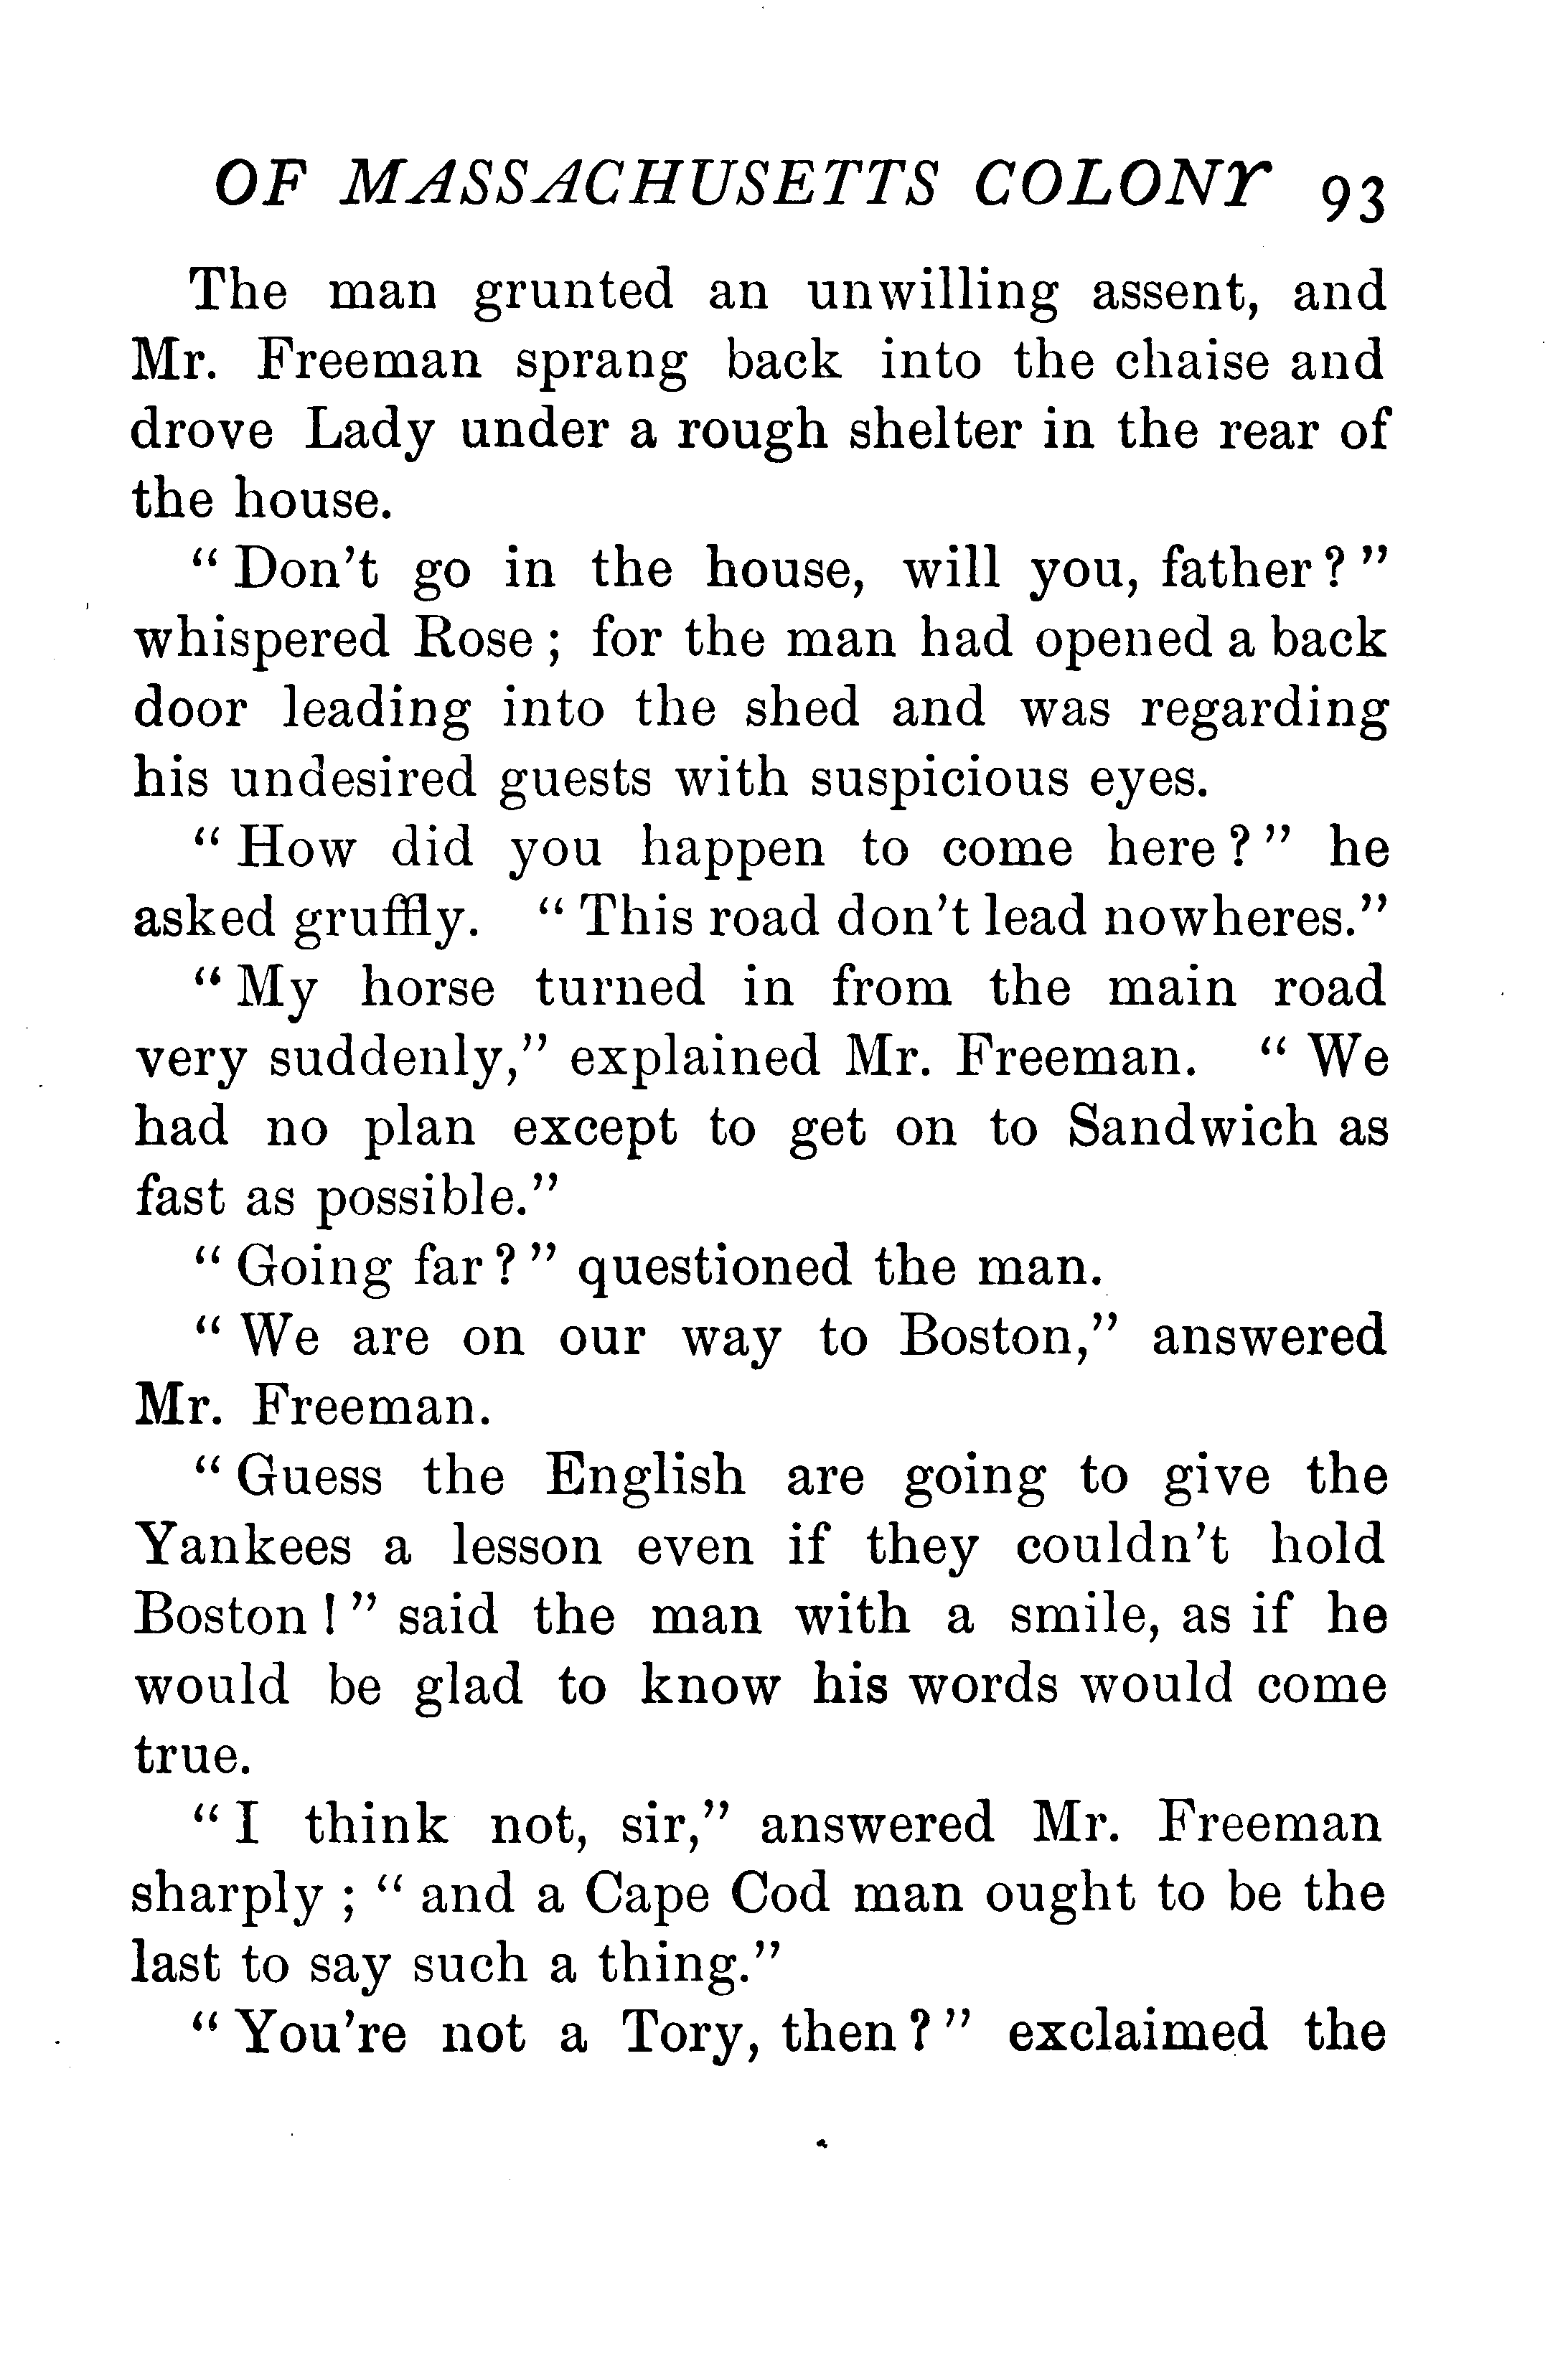 OF MASSACHUSETTS COLONY 93
The man grunted an unwilling assent, and
Mr. Freeman sprang back into the chaise and
drove Lady under a rough shelter in the rear of
the house.
“Don't go in the house, will you, father?”
whispered Rose; for the man had opened a back
door leading into the shed and was regarding
his undesired guests with suspicious eyes.
“How did you happen to come here?” he
asked gruffly. “This road don't lead nowheres.”
“My horse turned in from the main road
very suddenly,” explained Mr. Freeman. “We
had no plan except to get on to Sandwich as
fast as possible.”
“Going far?” questioned the man.
“We are on our way to Boston,” answered
Mr. Freeman.
“Guess the English are going to give the
Yankees a lesson even if they couldn't hold
Boston!” said the man with a smile, as if he
would be glad to know his words would come
true.
“I think not, sir,” answered Mr. Freeman
sharply; “and a Cape Cod man ought to be the
last to say such a thing.”
“You're not a Tory, then?” exclaimed the